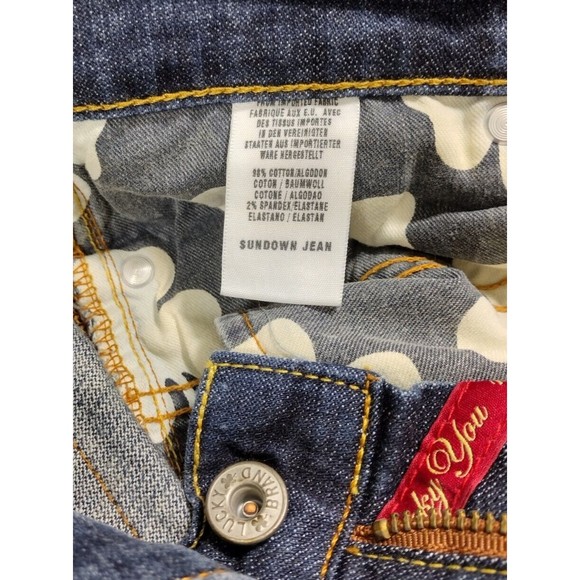 FROM IMPORTED FABRIC
FABRIQUE AUX E.U. AVEC
DES TISSUS IMPORTES
IN DEN VEREINIGTEN
STAATEN AUS IMPORTIERTER
WARE HERGESTELLT
98% COTTON/ALGODON
COTON / BAUMWOLL
COTONE / ALGODAO
2% SPANDEX/ELASTANE
ELASTANO / ELASTAN
SUNDOWN JEAN
LUCKY BRAND
You